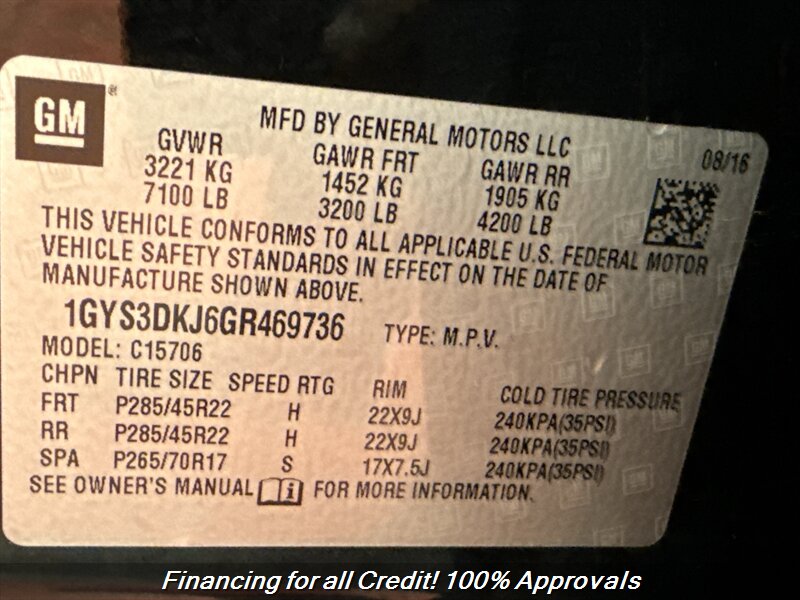 GM®
MFD BY GENERAL MOTORS LLC
08/16
GVWR GAWR FRT GAWR RR
3221 KG 1452 KG 1905 KG
7100 LB 3200 LB 4200 LB
THIS VEHICLE CONFORMS TO ALL APPLICABLE U.S. FEDERAL MOTOR
VEHICLE SAFETY STANDARDS IN EFFECT ON THE DATE OF
MANUFACTURE SHOWN ABOVE.
1GYS3DKJ6GR469736 TYPE: M.P.V.
MODEL: C15706
CHPN TIRE SIZE SPEED RTG RIM COLD TIRE PRESSURE
FRT P285/45R22 H 22X9J 240KPA(35PSI)
RR P285/45R22 H 22X9J 240KPA(35PSI)
SPA P265/70R17 S 17X7.5J 240KPA(35PSI)
SEE OWNER'S MANUAL i FOR MORE INFORMATION.
Financing for all Credit! 100% Approvals